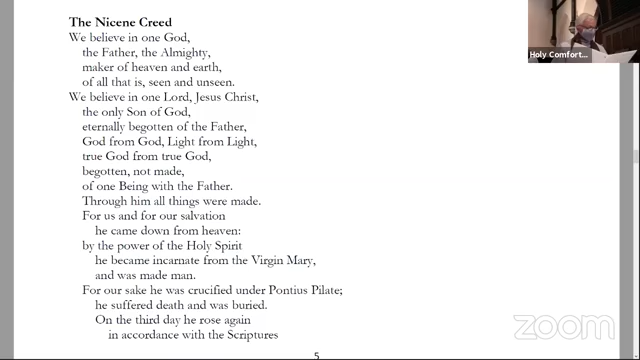 The Nicene Creed
We believe in one God,
the Father, the Almighty,
maker of heaven and earth,
of all that is, seen and unseen.
We believe in one Lord, Jesus Christ,
the only Son of God,
eternally begotten of the Father,
God from God, Light from Light,
true God from true God,
begotten, not made,
of one Being with the Father.
Through him all things were made.
For us and for our salvation
he came down from heaven:
by the power of the Holy Spirit
he became incarnate from the Virgin Mary,
and was made man.
For our sake he was crucified under Pontius Pilate;
he suffered death and was buried.
On the third day he rose again
in accordance with the Scriptures
5
Holy Comfort...
zoom